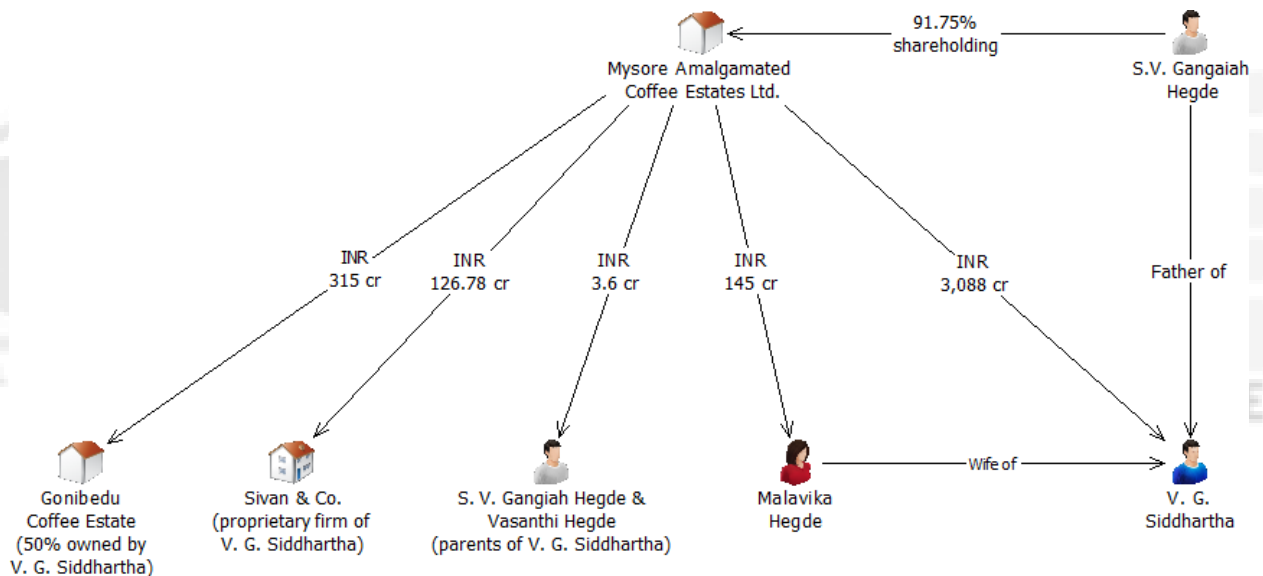 91.75%
shareholding
Mysore Amalgamated
Coffee Estates Ltd.
S.V. Gangaiah
Hegde
INR
315 cr
INR
126.78 cr
INR
3.6 cr
INR
145 cr
INR
3,088 cr
Father of
Wife of
Gonibedu
Coffee Estate
(50% owned by
V. G. Siddhartha)
Sivan & Co.
(proprietary firm of
V. G. Siddhartha)
S. V. Gangiah Hegde &
Vasanthi Hegde
(parents of V. G. Siddhartha)
Malavika
Hegde
V. G.
Siddhartha